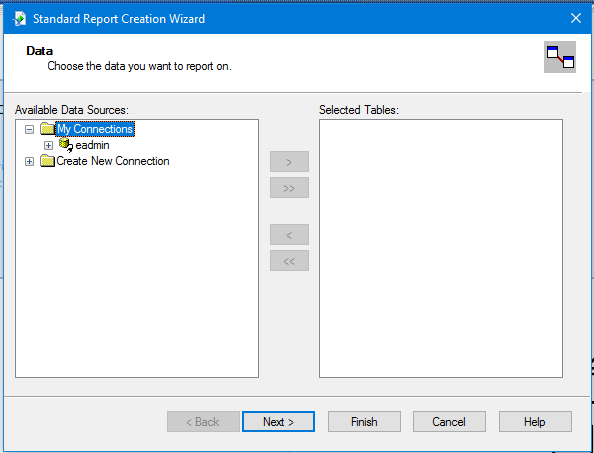 Standard Report Creation Wizard
Data
Choose the data you want to report on.
Available Data Sources:
Selected Tables:
My Connections
eadmin
Create New Connection
>
>>
<
<<
< Back
Next >
Finish
Cancel
Help